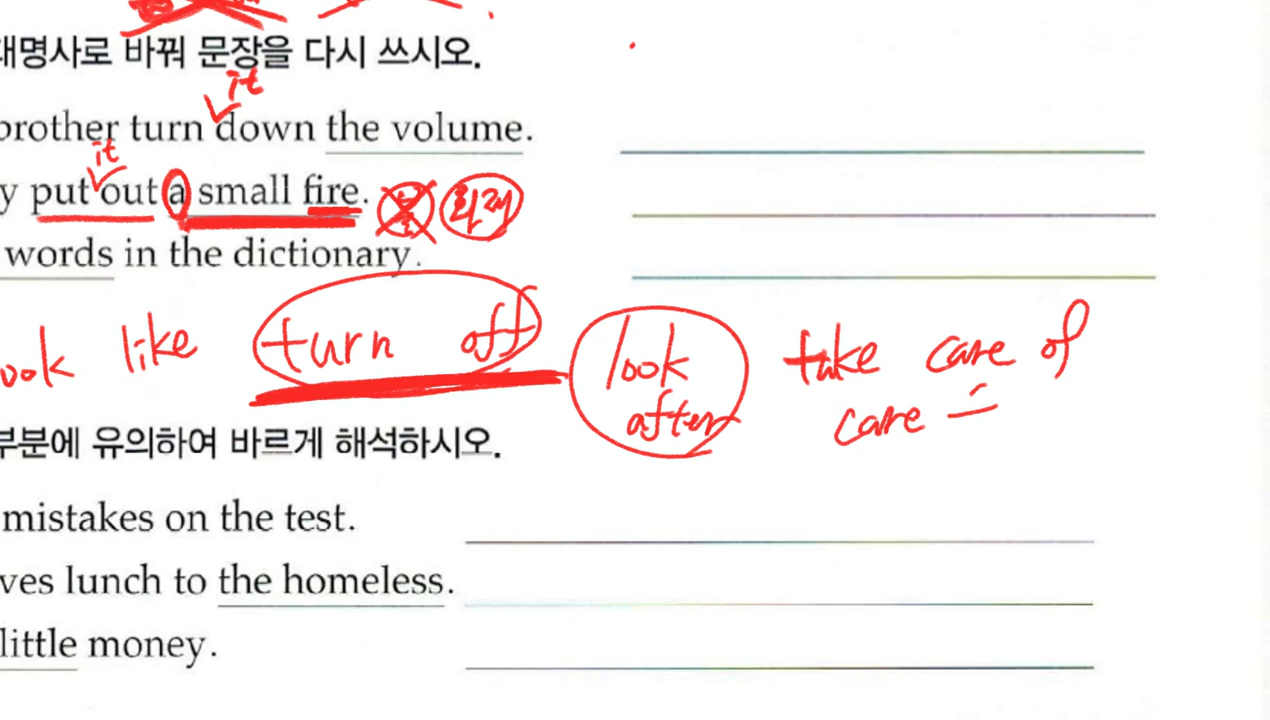 대명사로 바꿔 문장을 다시 쓰시오.
it
brother turn down the volume.
it
y put out a small fire. 불 화재
words in the dictionary.
ook like turn off look after take care of
care =
부분에 유의하여 바르게 해석하시오.
mistakes on the test.
ves lunch to the homeless.
little money.